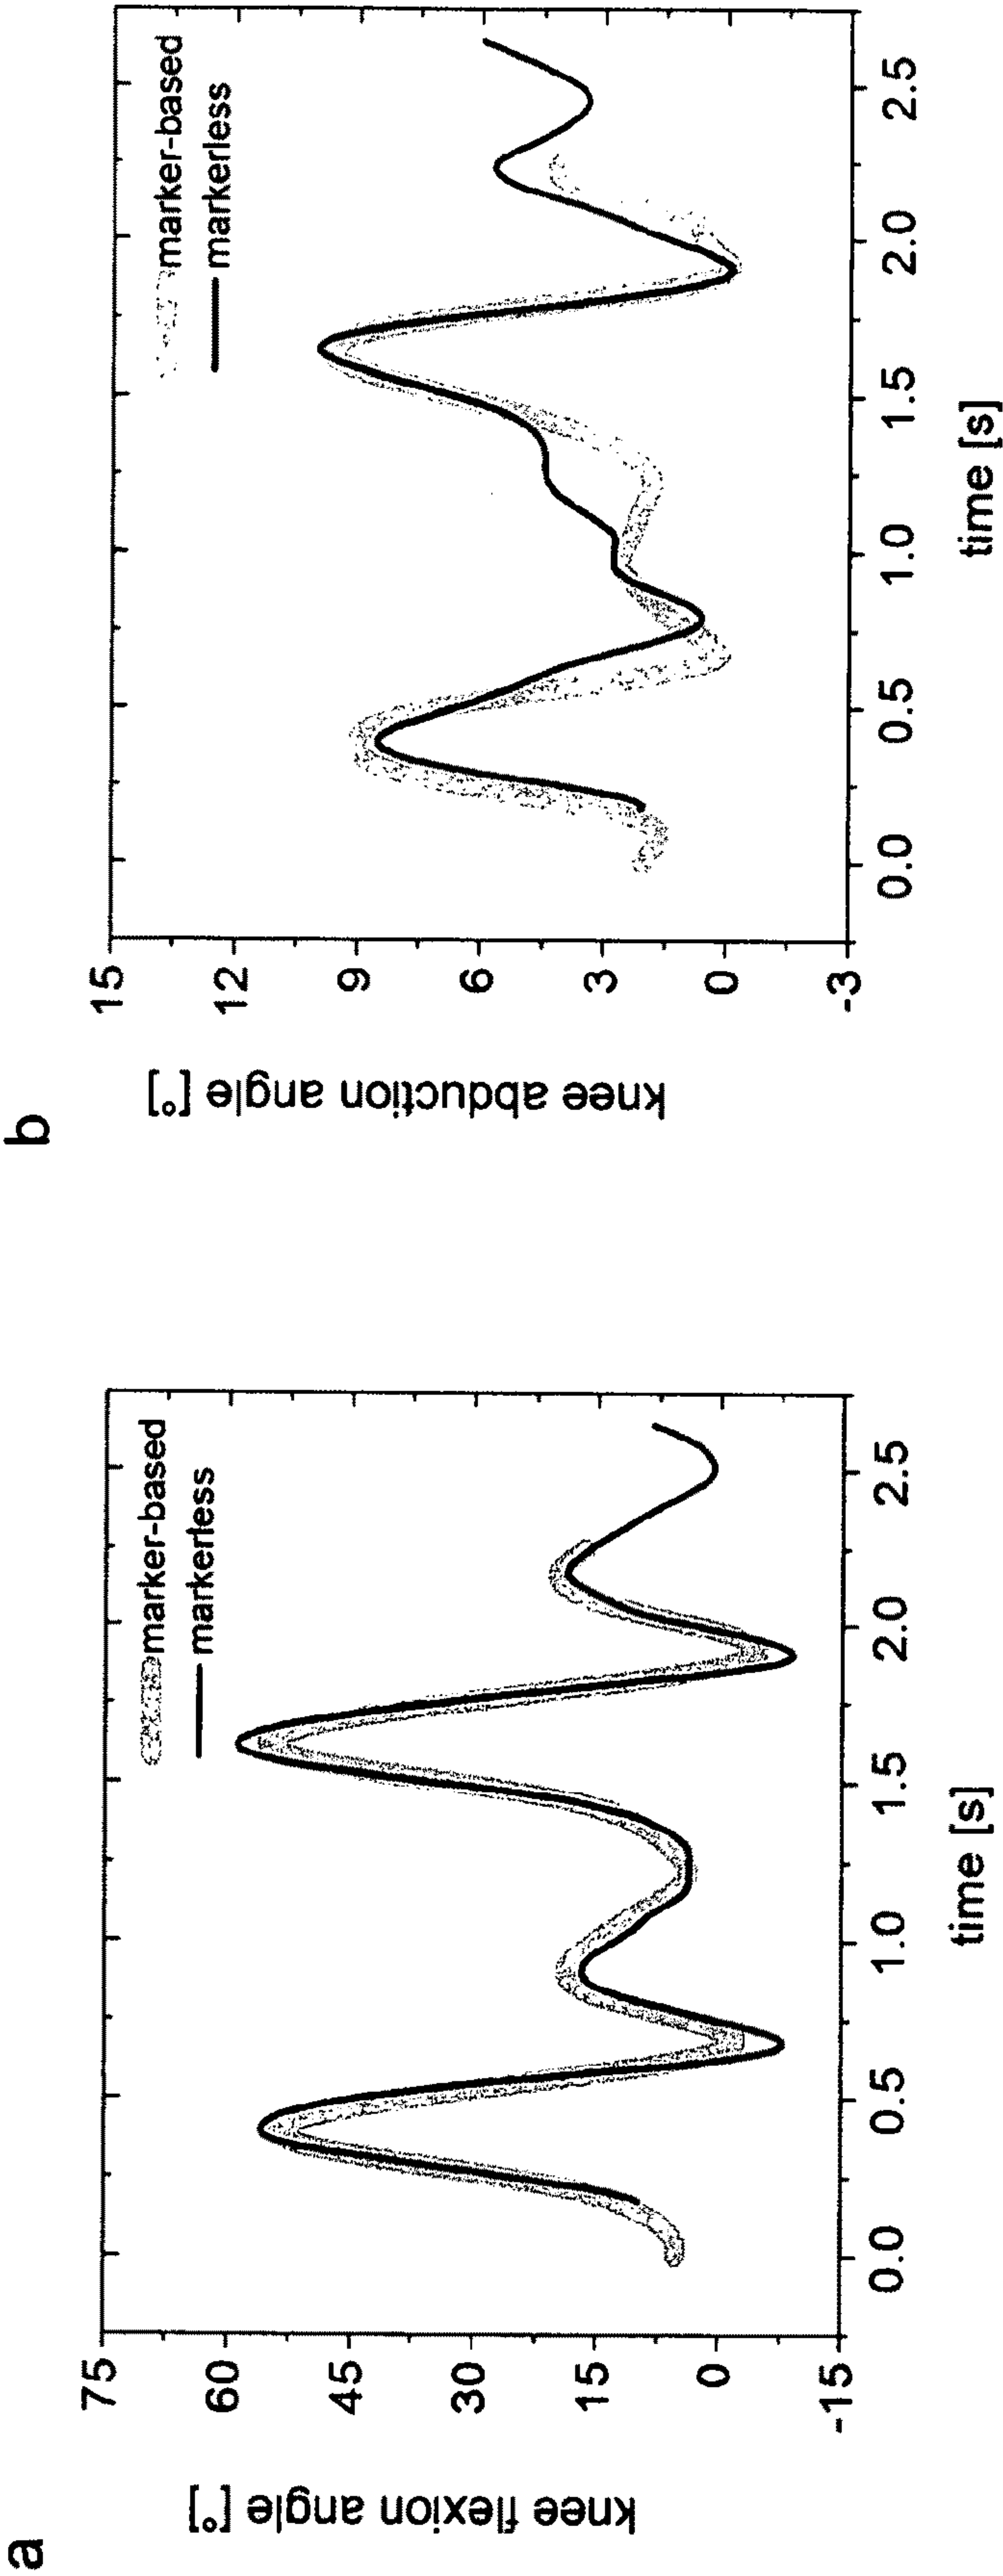 a
knee flexion angle [°]
75
60
45
30
15
0
-15
marker-based
markerless
0.0 0.5 1.0 1.5 2.0 2.5
time [s]
b
knee abduction angle [°]
15
12
9
6
3
0
-3
marker-based
markerless
0.0 0.5 1.0 1.5 2.0 2.5
time [s]